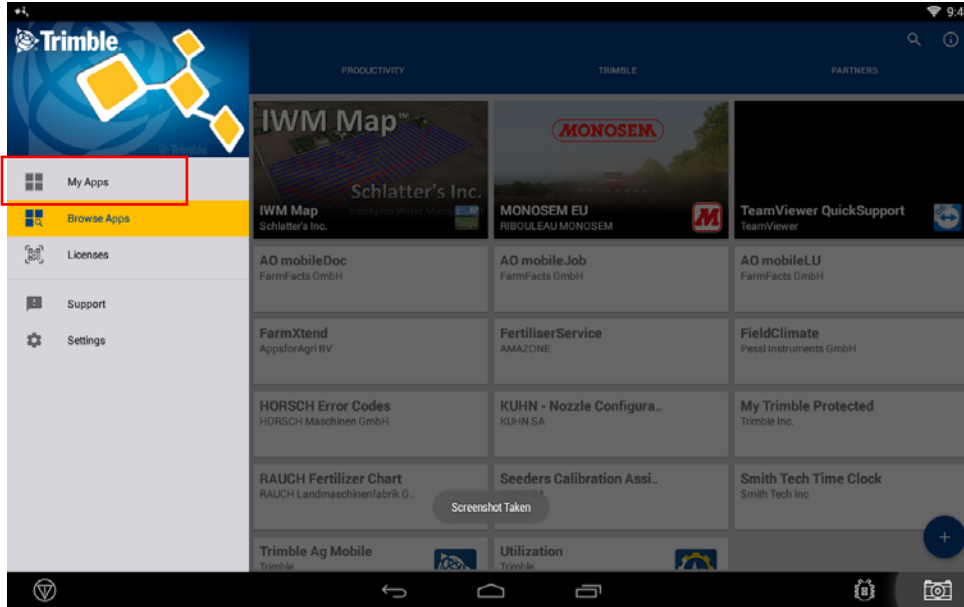 9:4
Trimble
PRODUCTIVITY
TRIMBLE
PARTNERS
©Trimble
My Apps
Browse Apps
Licenses
Support
Settings
IWM Map™
Schlatter's Inc.
IWM Map
Schlatter's Inc.
MONOSEM
MONOSEM EU
RIBOULEAU MONOSEM
M
TeamViewer QuickSupport
TeamViewer
AO mobileDoc
FarmFacts GmbH
AO mobileJob
FarmFacts GmbH
AO mobileLU
FarmFacts GmbH
FarmXtend
AppsforAgri BV
FertiliserService
AMAZONE
FieldClimate
Pessl Instruments GmbH
HORSCH Error Codes
HORSCH Maschinen GmbH
KUHN - Nozzle Configura..
KUHN SA
My Trimble Protected
Trimble Inc.
RAUCH Fertilizer Chart
RAUCH Landmaschinenfabrik G..
Seeders Calibration Assi..
Smith Tech Time Clock
Smith Tech Inc
Screenshot Taken
Trimble Ag Mobile
Trimble
Utilization
Trimble